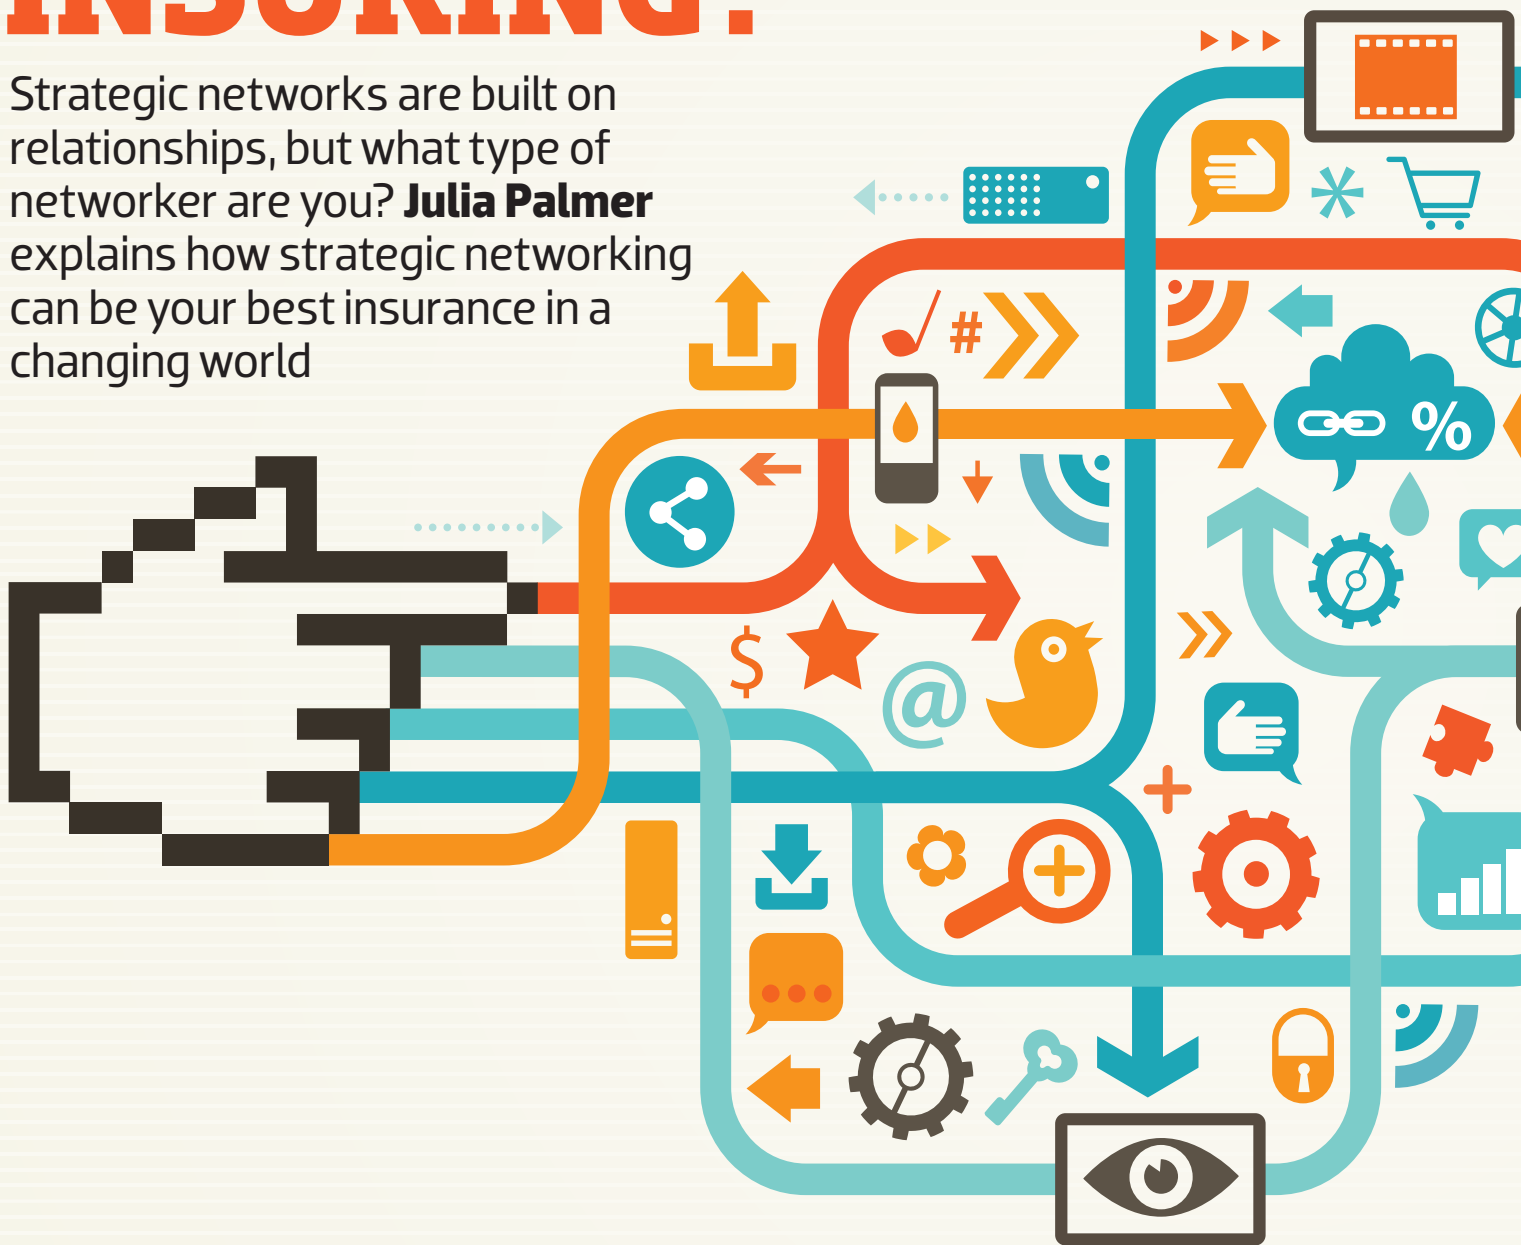 INSURING?
Strategic networks are built on
relationships, but what type of
networker are you? Julia Palmer
explains how strategic networking
can be your best insurance in a
changing world
#
%
$
@